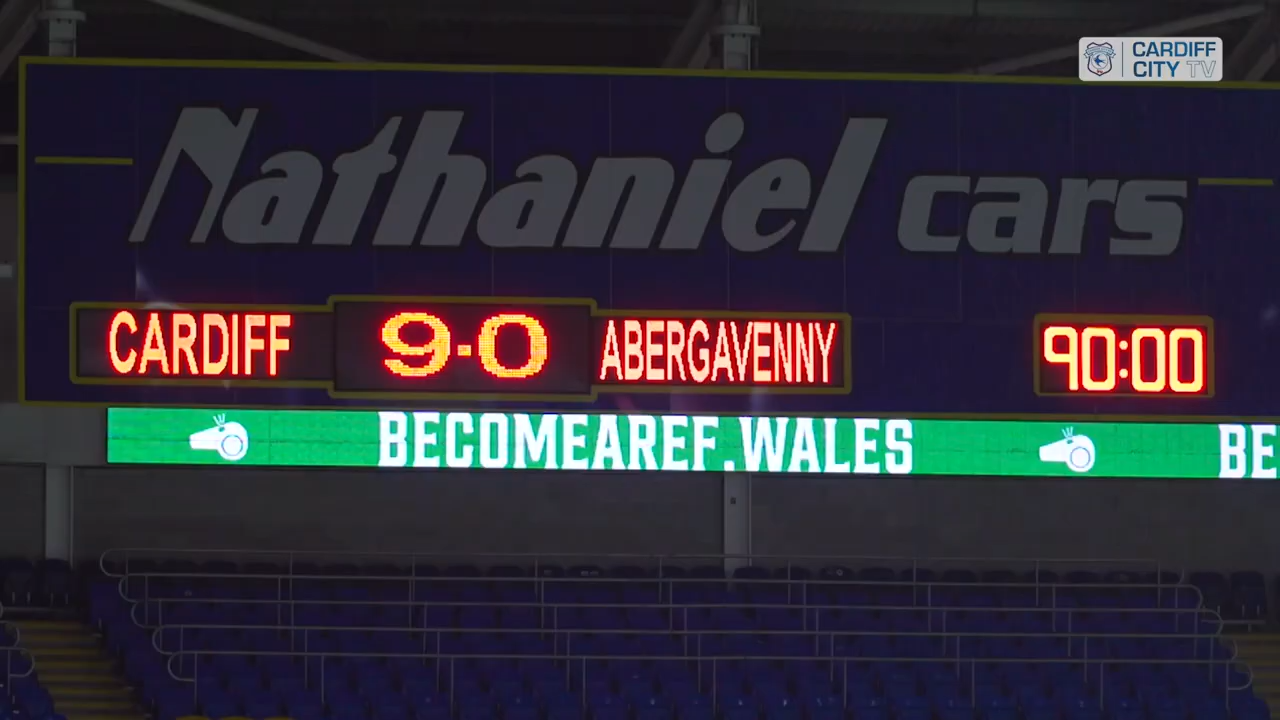 CARDIFF
CITY TV
Nathaniel cars
CARDIFF 9-0 ABERGAVENNY 90:00
BECOMEAREF.WALES BE